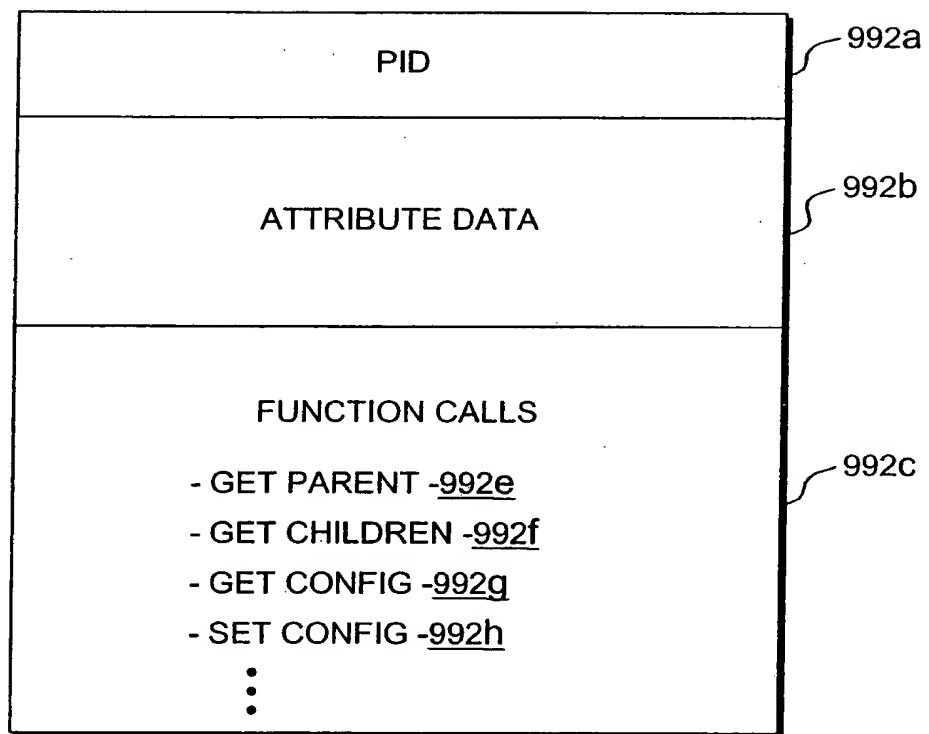 PID
992a
ATTRIBUTE DATA
992b
FUNCTION CALLS
- GET PARENT -992e
992c
- GET CHILDREN -992f
- GET CONFIG -992g
- SET CONFIG -992h